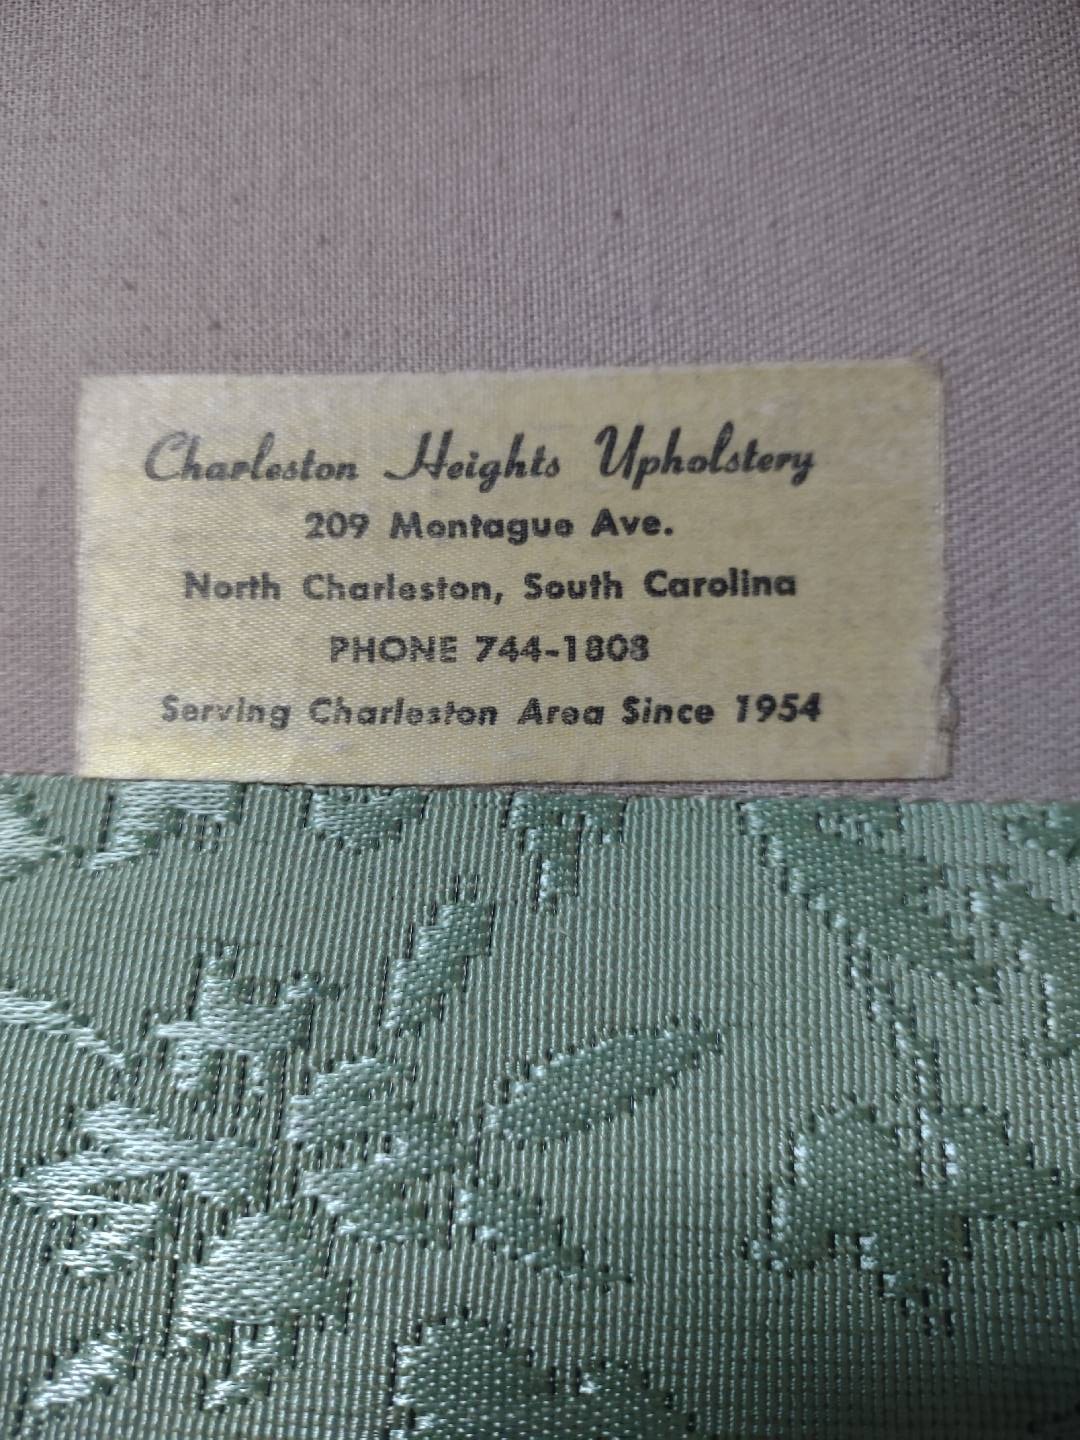 Charleston Heights Upholstery
209 Montague Ave.
North Charleston, South Carolina
PHONE 744-1808
Serving Charleston Area Since 1954